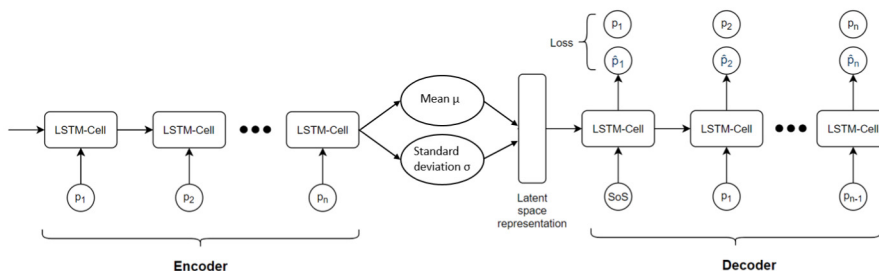 p1 p2 pn
Loss
p̂1 p̂2 p̂n
LSTM-Cell LSTM-Cell LSTM-Cell Mean μ LSTM-Cell LSTM-Cell LSTM-Cell
Standard
deviation σ
p1 p2 pn SoS p1 pn-1
Latent
space
representation
Encoder Decoder